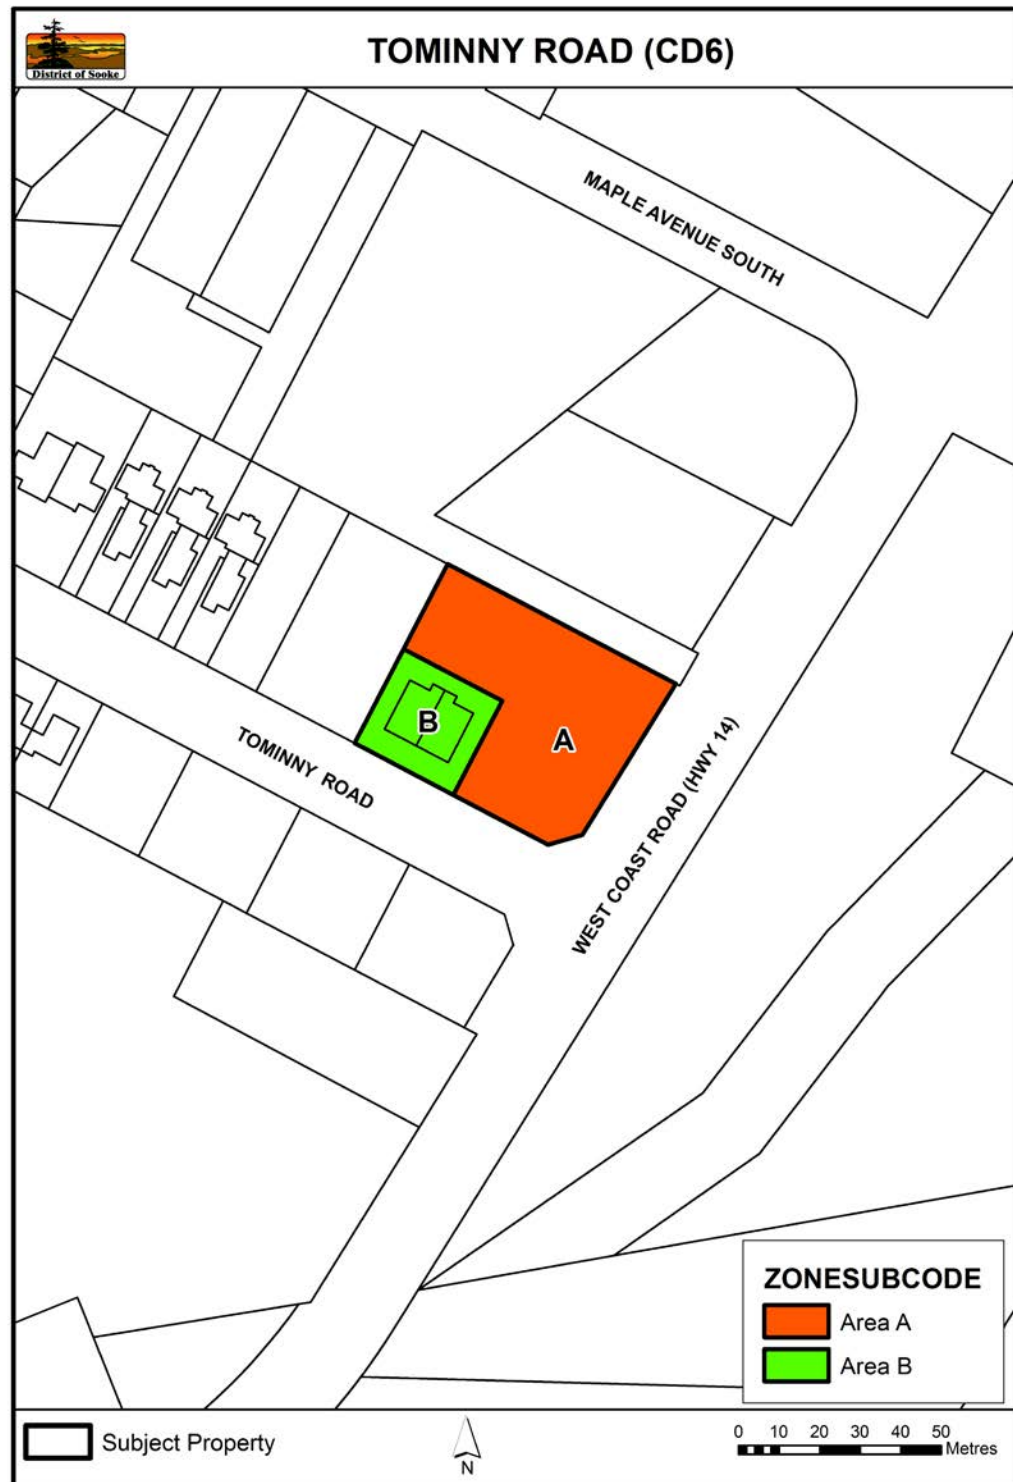 District of Sooke
TOMINNY ROAD (CD6)
MAPLE AVENUE SOUTH
B
A
TOMINNY ROAD
WEST COAST ROAD (HWY 14)
ZONESUBCODE
Area A
Area B
Subject Property
N
0 10 20 30 40 50
Metres